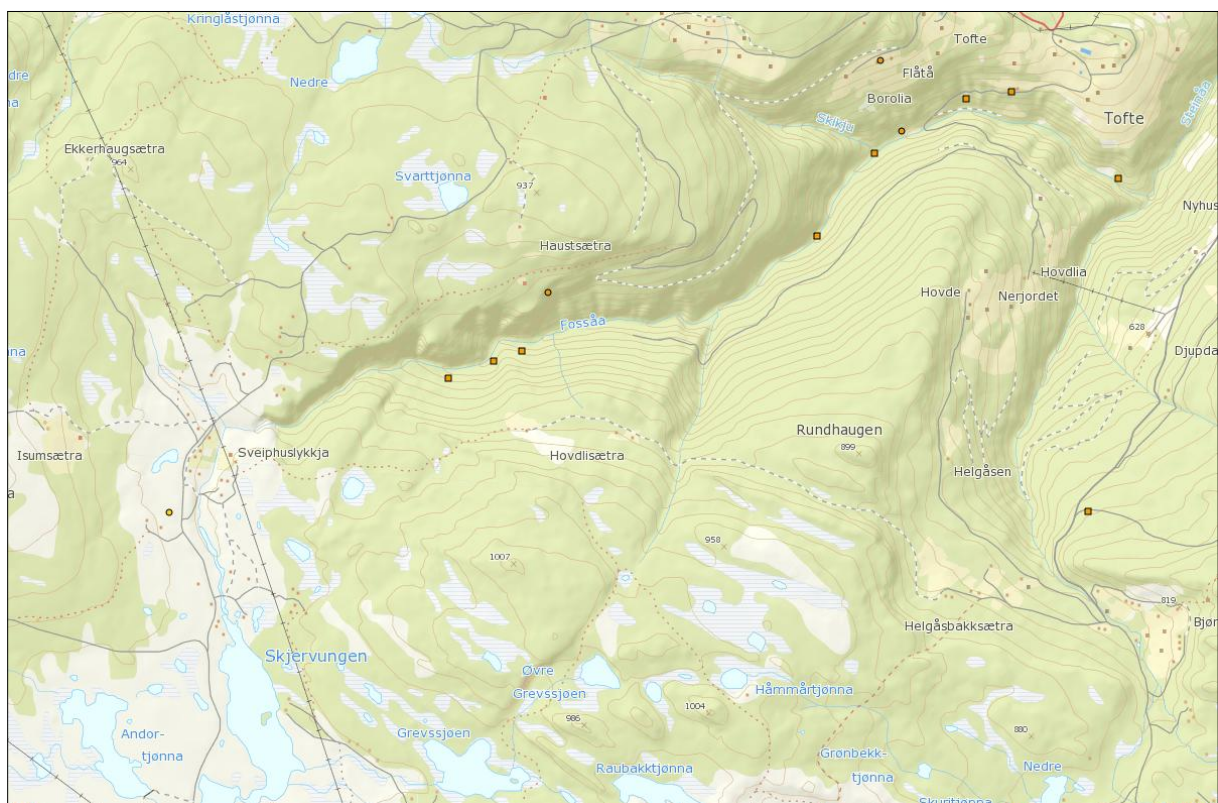 Kringlåstjønna
Tofte
Nedre
Flåtå
Borolia
Skikju
Tofte
Ekkerhaugsætra
964
Svarttjønna
937
Nyhus
Haustsætra
Hovdlia
Hovde
Nerjordet
Fossåa
628
Djupda
Isumsætra
Sveiphuslykkja
Hovdlisætra
Rundhaugen
899
Helgåsen
a
1007
958
819
Helgåsbakksætra
Bjør
Skjervungen
Øvre
Grevssjøen
Håmmårtjønna
1004
986
880
Andor-
tjønna
Grevssjøen
Raubakktjønna
Grønbekk-
tjønna
Nedre